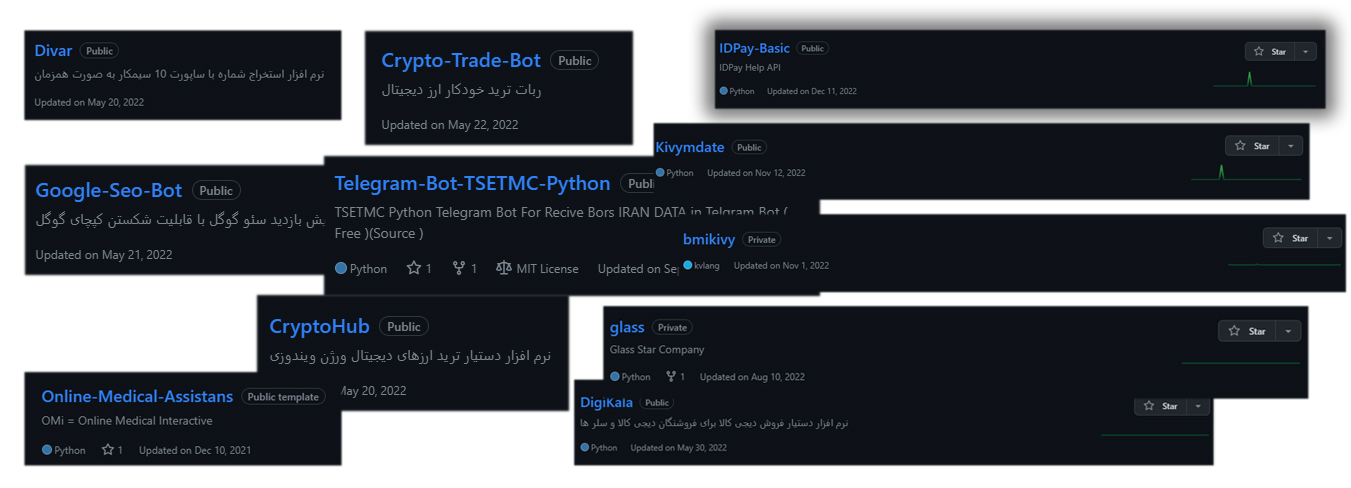 Divar Public
نرم افزار استخراج شماره با ساپورت 10 سیمکار به صورت همزمان
Updated on May 20, 2022
Crypto-Trade-Bot Public
ربات ترید خودکار ارز دیجیتال
Updated on May 22, 2022
IDPay-Basic Public
Star
IDPay Help API
Python Updated on Dec 11, 2022
Kivymdate Public
Star
Python Updated on Nov 12, 2022
Google-Seo-Bot Public
بازدید سئو گوگل با قابلیت شکستن کپچای گوگل
Updated on May 21, 2022
Telegram-Bot-TSETMC-Python
TSETMC Python Telegram Bot For Recive Bors IRAN DATA in Telgram Bot (
Free )(Source )
Python 1 1 MIT License Updated on Sep
bmikivy Private
Star
kvlang Updated on Nov 1, 2022
CryptoHub Public
نرم افزار دستیار ترید ارزهای دیجیتال ورژن ویندوزی
May 20, 2022
glass Private
Star
Glass Star Company
Python 1 Updated on Aug 10, 2022
Online-Medical-Assistans Public template
OMi = Online Medical Interactive
Python 1 Updated on Dec 10, 2021
DigiKala Public
Star
نرم افزار دستیار فروش دیجی کالا برای فروشندگان دیجی کالا و سلر ها
Python Updated on May 30, 2022